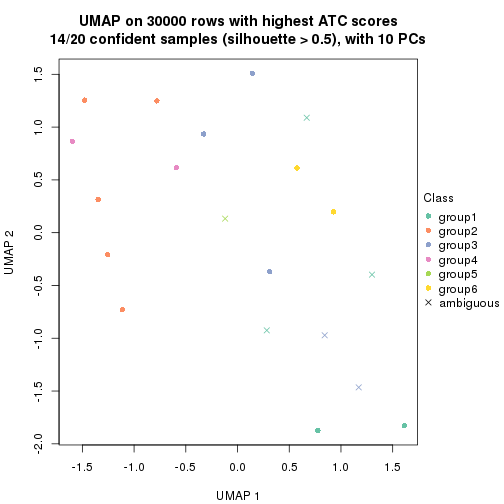 UMAP on 30000 rows with highest ATC scores
14/20 confident samples (silhouette > 0.5), with 10 PCs
1.5
1.0
0.5
0.0
-0.5
-1.0
-1.5
-2.0
UMAP 2
-1.5 -1.0 -0.5 0.0 0.5 1.0 1.5
UMAP 1
Class
group1
group2
group3
group4
group5
group6
ambiguous